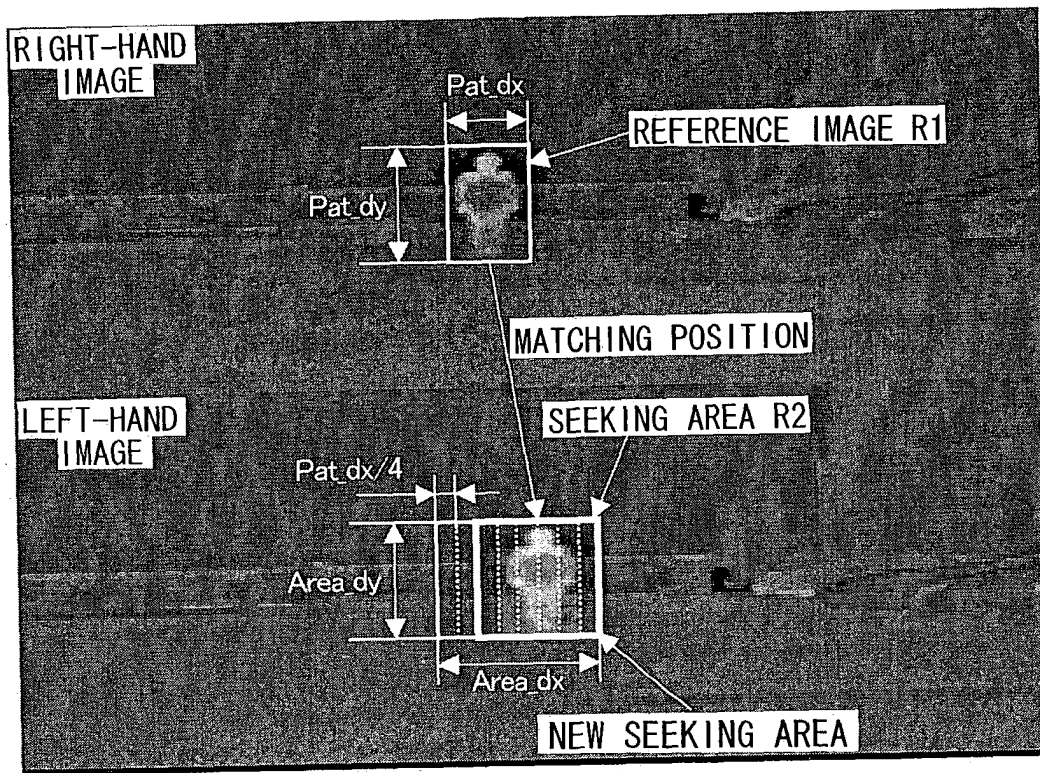 RIGHT-HAND
IMAGE
Pat_dx
REFERENCE IMAGE R1
Pat_dy
MATCHING POSITION
LEFT-HAND
IMAGE
SEEKING AREA R2
Pat_dx/4
Area_dy
Area_dx
NEW SEEKING AREA